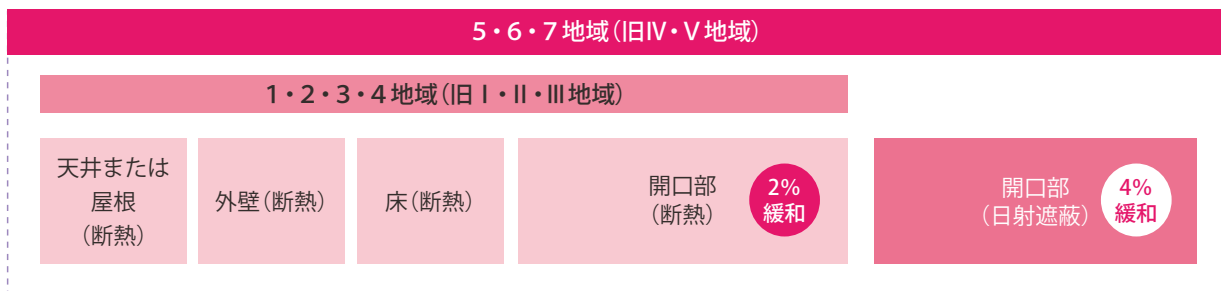 5・6・7地域(旧Ⅳ・Ⅴ地域)
1・2・3・4地域(旧Ⅰ・Ⅱ・Ⅲ地域)
天井または
屋根
(断熱)
外壁(断熱)
床(断熱)
開口部
(断熱)
2%
緩和
開口部
(日射遮蔽)
4%
緩和